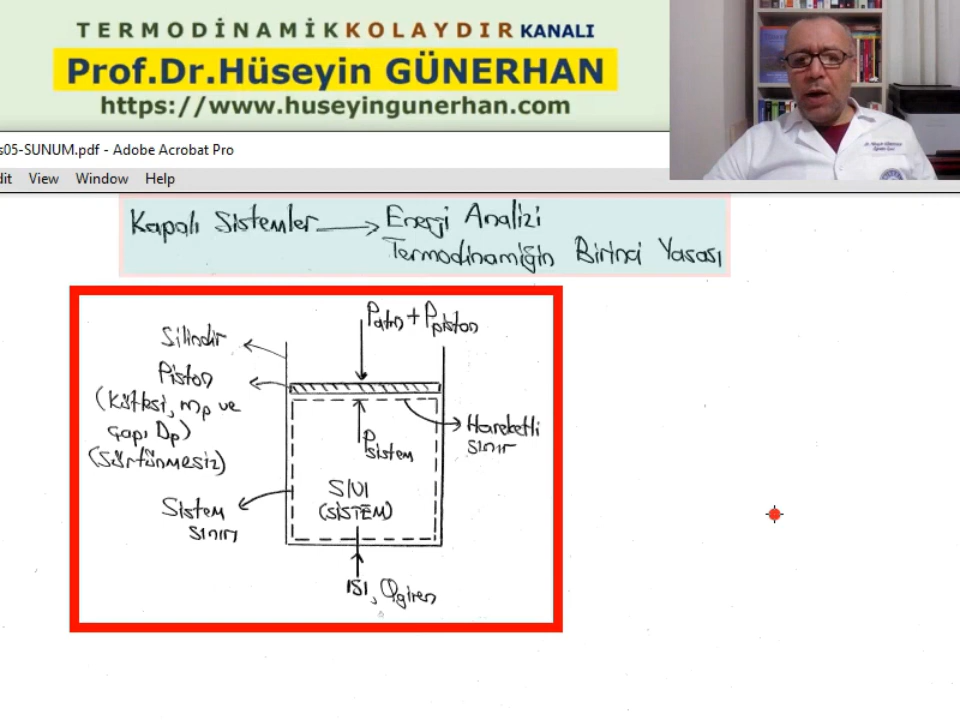 TERMODİNAMİKKOLAYDIR KANALI
Prof.Dr.Hüseyin GÜNERHAN
https://www.huseyingunerhan.com
s05-SUNUM.pdf - Adobe Acrobat Pro
dit View Window Help
Kapalı Sistemler → Enerji Analizi
Termodinamiğin Birinci Yasası
Patm + Ppiston
Silindir
Piston
(Kütlesi, mp ve
çapı Dp)
(Sürtünmesiz)
Hareketli
sınır
Psistem
SIVI
(SİSTEM)
Sistem
sınırı
ISI, Qgiren